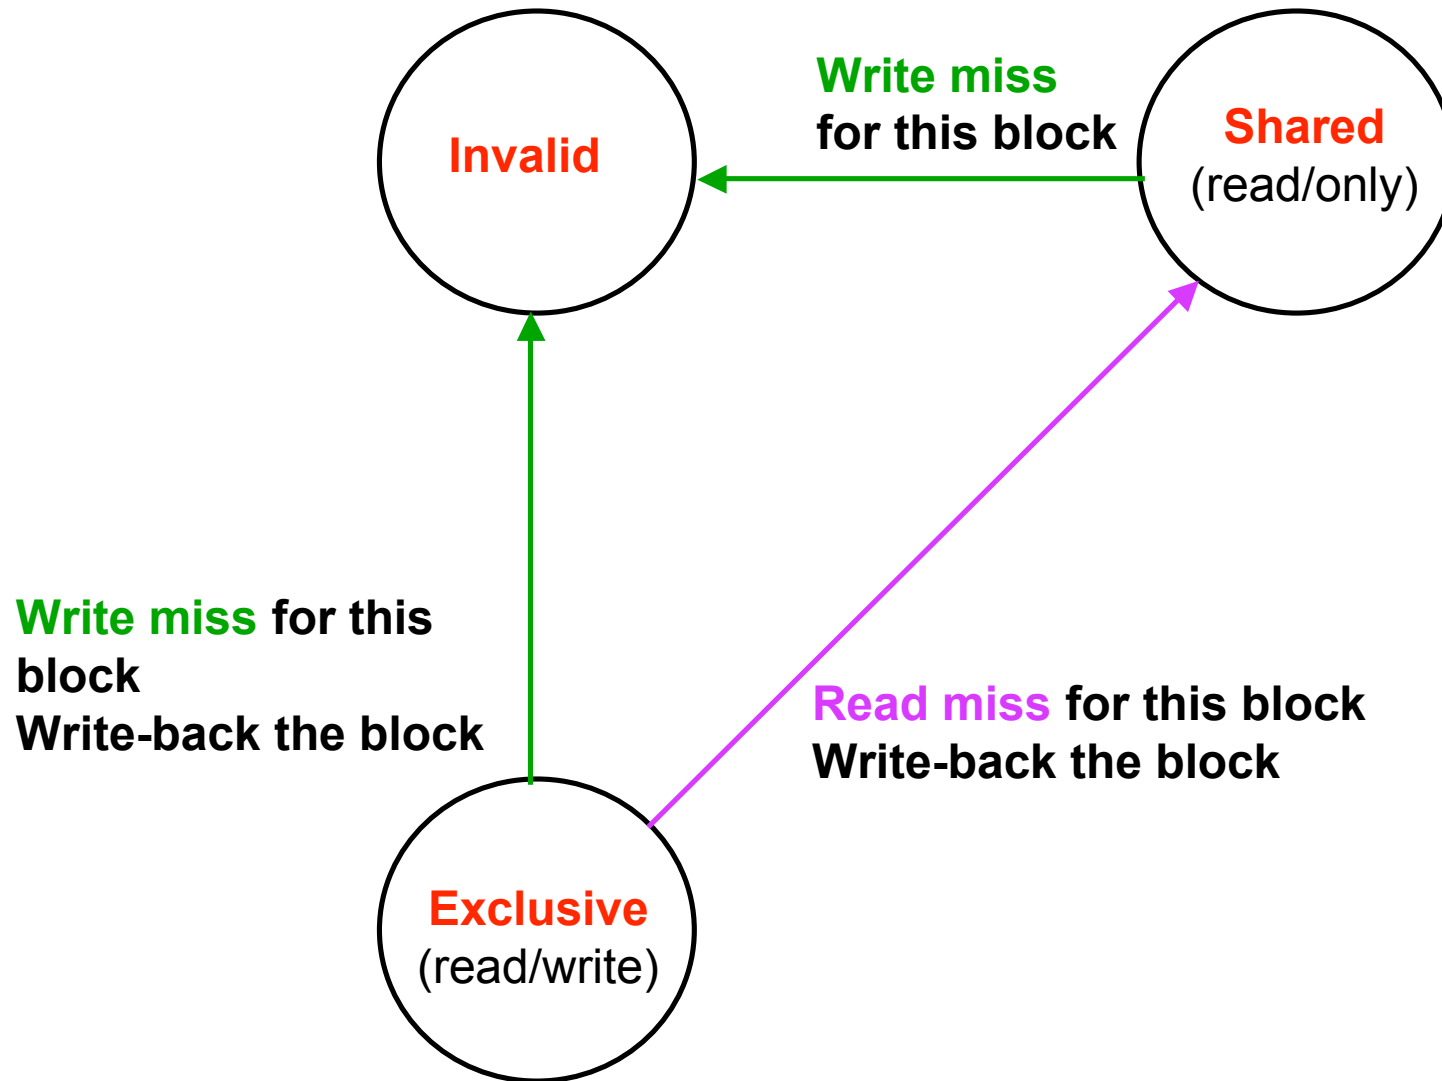 Invalid
Write miss
for this block
Shared
(read/only)
Write miss for this
block
Write-back the block
Read miss for this block
Write-back the block
Exclusive
(read/write)